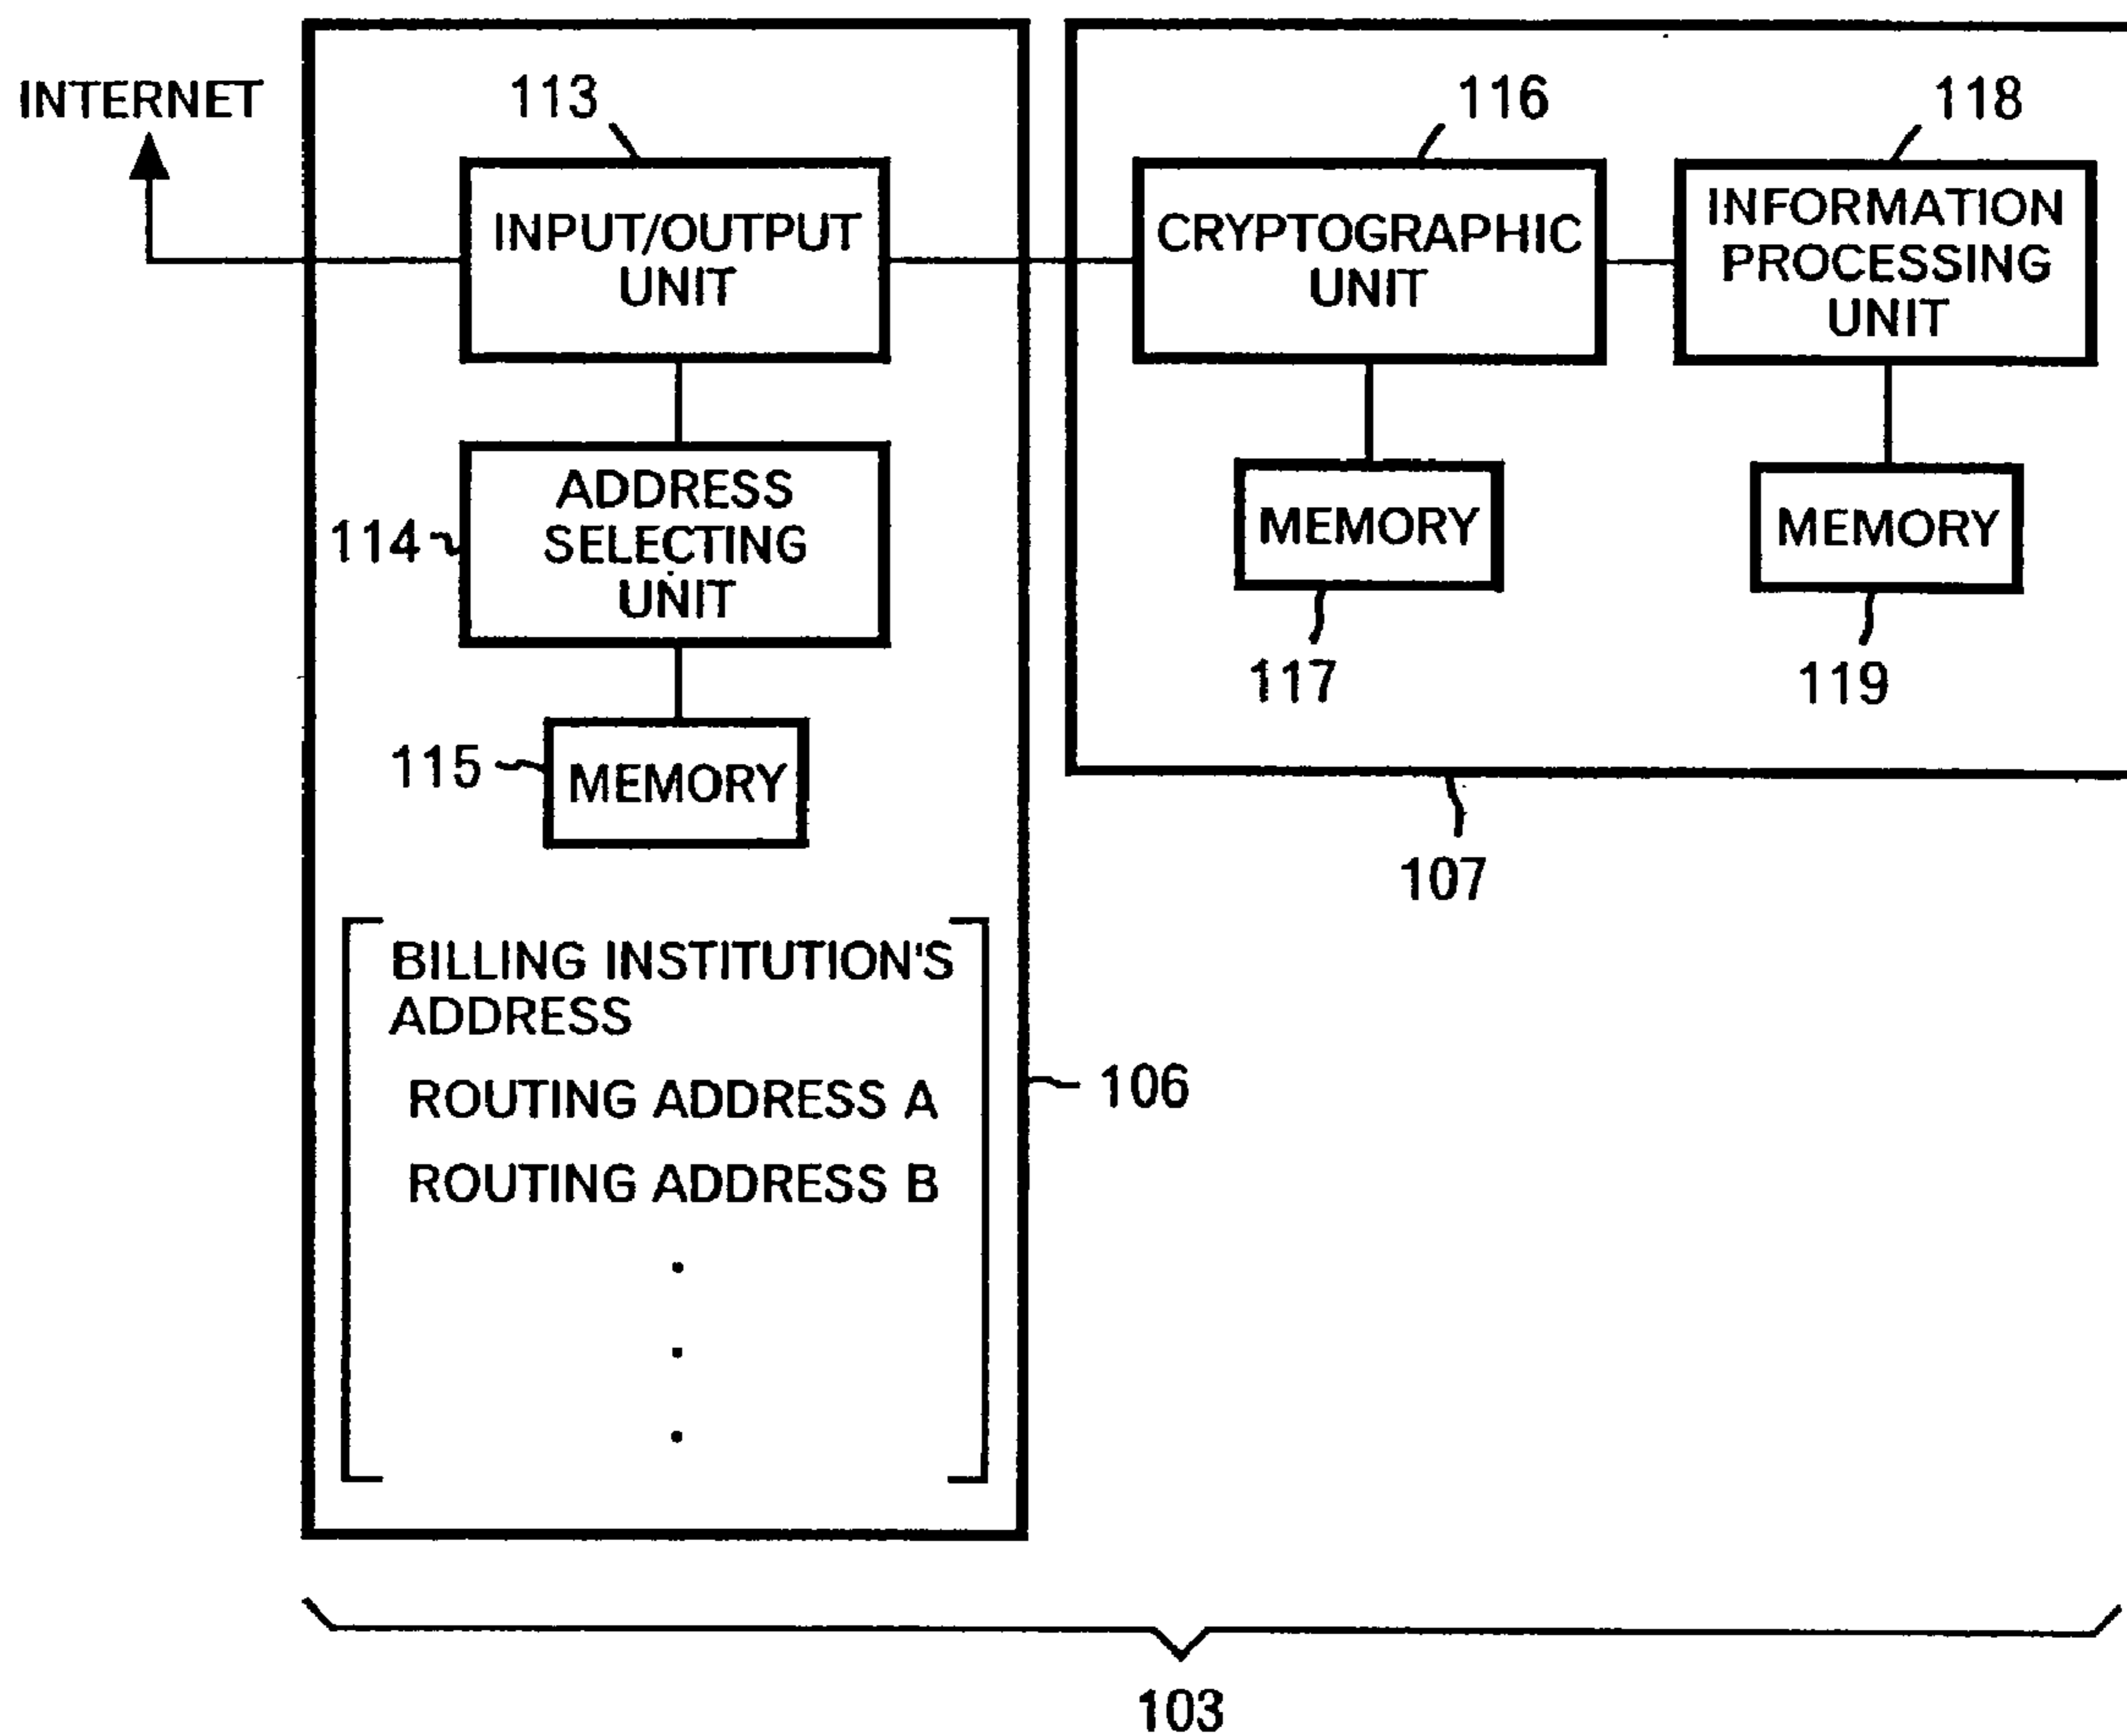 INTERNET
113
INPUT/OUTPUT
UNIT
114
ADDRESS
SELECTING
UNIT
115
MEMORY
BILLING INSTITUTION'S
ADDRESS
ROUTING ADDRESS A
ROUTING ADDRESS B
.
.
.
106
116
CRYPTOGRAPHIC
UNIT
MEMORY
117
118
INFORMATION
PROCESSING
UNIT
MEMORY
119
107
103